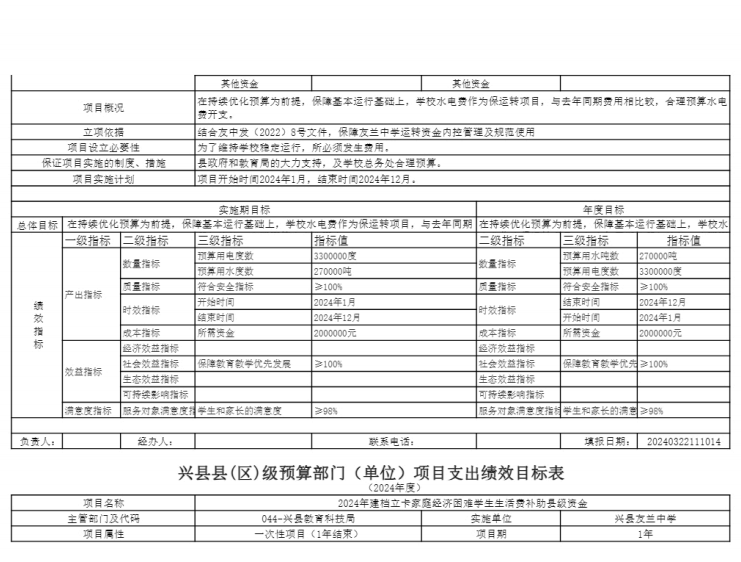 其他资金 其他资金
项目概况 在持续优化预算为前提，保障基本运行基础上，学校水电费作为保运转项目，与去年同期费用相比较，合理预算水电
费开支。
立项依据 结合友中发（2022）8号文件，保障友兰中学运转资金内控管理及规范使用
项目设立必要性 为了维持学校稳定运行，所必须发生费用。
保证项目实施的制度、措施 县政府和教育局的大力支持，及学校总务处合理预算。
项目实施计划 项目开始时间2024年1月，结束时间2024年12月。
实施期目标 年度目标
总体目标 在持续优化预算为前提，保障基本运行基础上，学校水电费作为保运转项目，与去年同期 在持续优化预算为前提，保障基本运行基础上，学校水
绩效指标 一级指标 二级指标 三级指标 指标值 二级指标 三级指标 指标值
产出指标 数量指标 预算用电度数 3300000度 数量指标 预算用水吨数 270000吨
预算用水度数 270000吨 预算用电度数 3300000度
质量指标 符合安全指标 ≥100% 质量指标 符合安全指标 ≥100%
时效指标 开始时间 2024年1月 时效指标 结束时间 2024年12月
结束时间 2024年12月 开始时间 2024年1月
成本指标 所需资金 2000000元 成本指标 所需资金 2000000元
效益指标 经济效益指标 经济效益指标
社会效益指标 保障教育教学优先发展 ≥100% 社会效益指标 保障教育教学优先 ≥100%
生态效益指标 生态效益指标
可持续影响指标 可持续影响指标
满意度指标 服务对象满意度指 学生和家长的满意度 ≥98% 服务对象满意度指 学生和家长的满意 ≥98%
负责人： 经办人： 联系电话： 填报日期： 20240322111014
兴县县(区)级预算部门（单位）项目支出绩效目标表
（2024年度）
项目名称 2024年建档立卡家庭经济困难学生生活费补助县级资金
主管部门及代码 044-兴县教育科技局 实施单位 兴县友兰中学
项目属性 一次性项目（1年结束） 项目期 1年